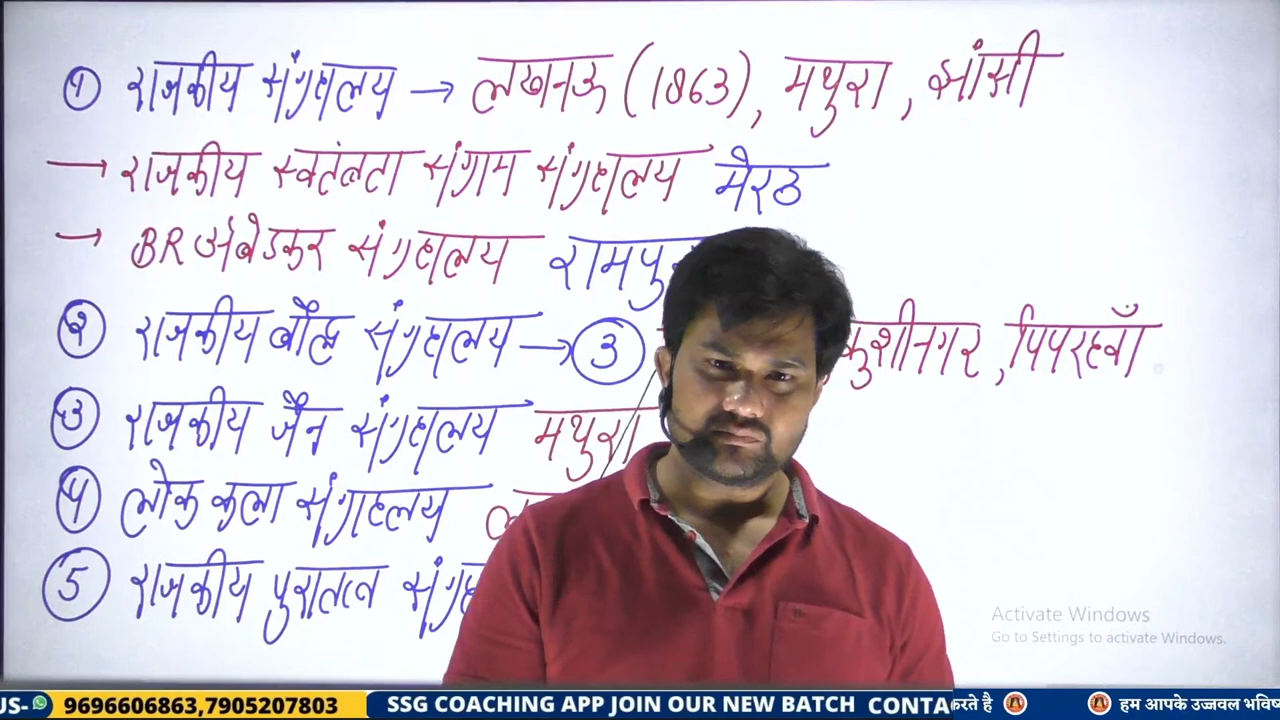 ① राजकीय संग्रहालय → लखनऊ (1863), मथुरा, झांसी
→ राजकीय स्वतंत्रता संग्राम संग्रहालय मेरठ
→ BR अंबेडकर संग्रहालय रामपु
② राजकीय बौद्ध संग्रहालय → ③ कुशीनगर, पिपरहवाँ
③ राजकीय जैन संग्रहालय मथुरा
④ लोक कला संग्रहालय ल
⑤ राजकीय पुरातत्व संग्रह
Activate Windows
Go to Settings to activate Windows.
US- 9696606863,7905207803 SSG COACHING APP JOIN OUR NEW BATCH CONTA करते है हम आपके उज्जवल भविष